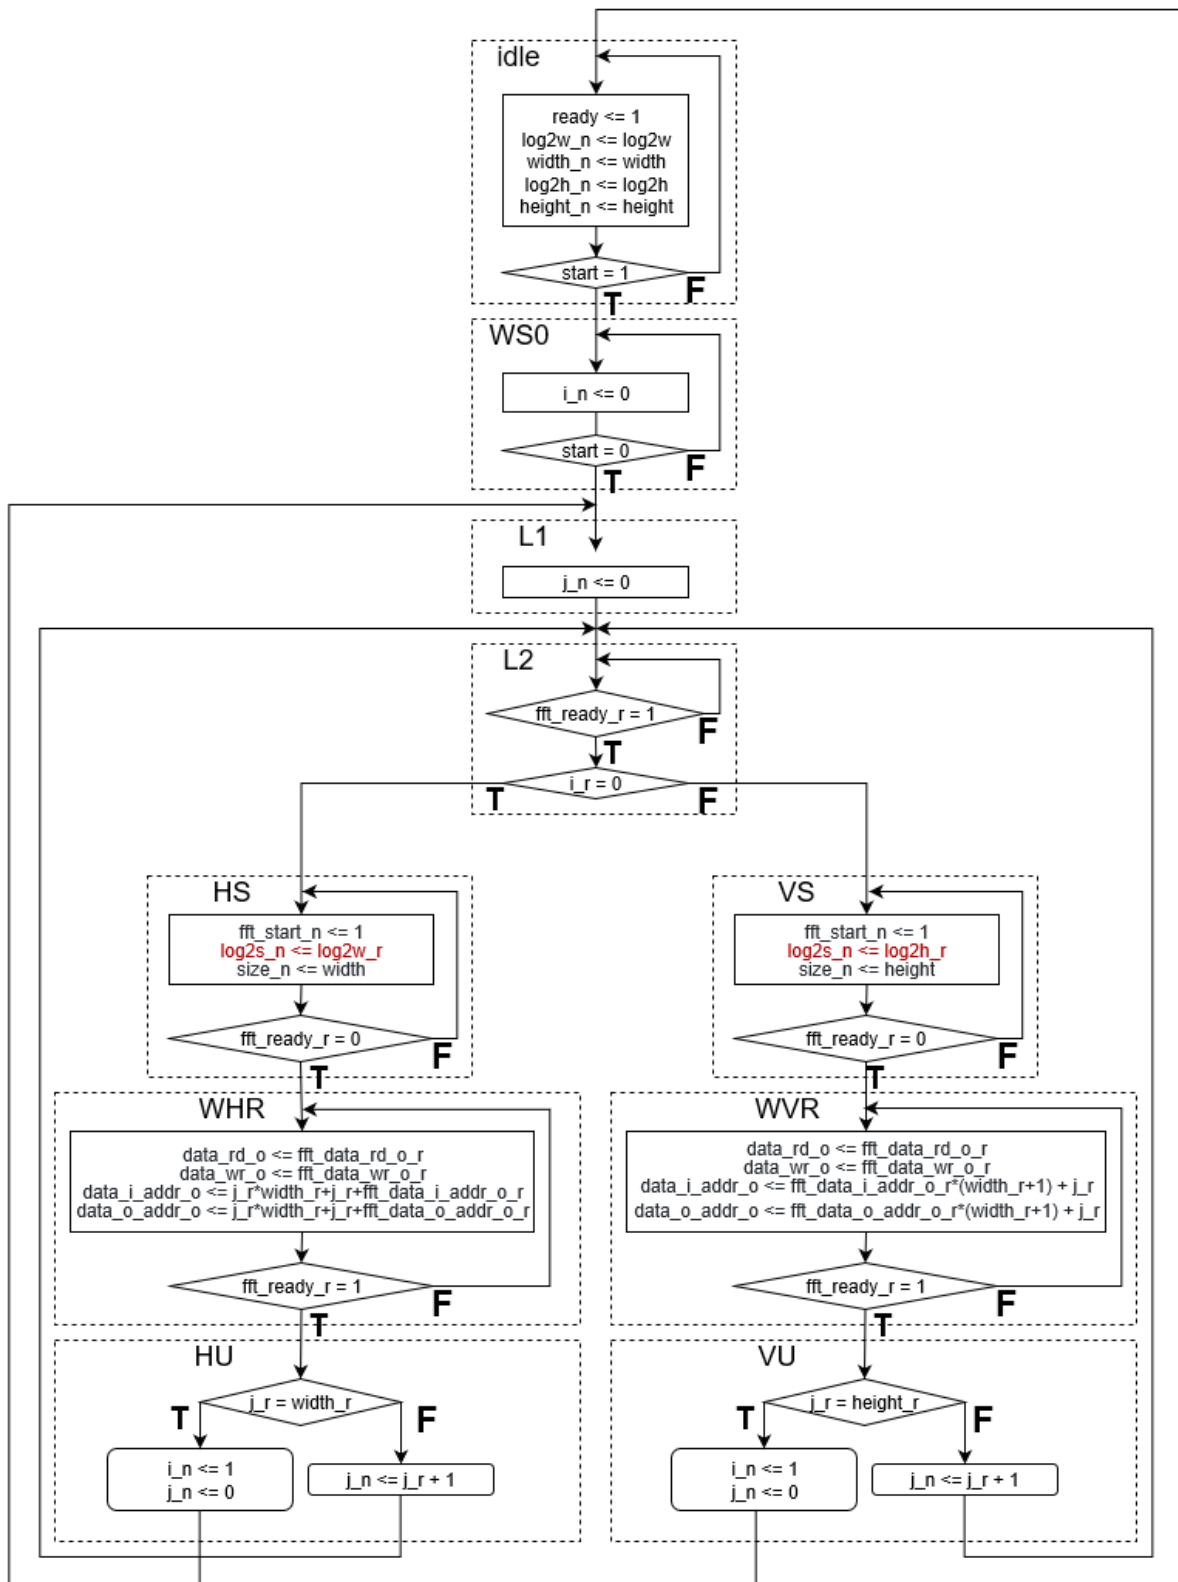 idle
ready <= 1
log2w_n <= log2w
width_n <= width
log2h_n <= log2h
height_n <= height
start = 1
F
T
WS0
i_n <= 0
start = 0
F
T
L1
j_n <= 0
L2
fft_ready_r = 1
F
T
i_r = 0
T
F
HS
fft_start_n <= 1
log2s_n <= log2w_r
size_n <= width
fft_ready_r = 0
F
T
VS
fft_start_n <= 1
log2s_n <= log2h_r
size_n <= height
fft_ready_r = 0
F
T
WHR
data_rd_o <= fft_data_rd_o_r
data_wr_o <= fft_data_wr_o_r
data_i_addr_o <= j_r*width_r+j_r+fft_data_i_addr_o_r
data_o_addr_o <= j_r*width_r+j_r+fft_data_o_addr_o_r
fft_ready_r = 1
F
T
WVR
data_rd_o <= fft_data_rd_o_r
data_wr_o <= fft_data_wr_o_r
data_i_addr_o <= fft_data_i_addr_o_r*(width_r+1) + j_r
data_o_addr_o <= fft_data_o_addr_o_r*(width_r+1) + j_r
fft_ready_r = 1
F
T
HU
j_r = width_r
T
F
i_n <= 1
j_n <= 0
j_n <= j_r + 1
VU
j_r = height_r
T
F
i_n <= 1
j_n <= 0
j_n <= j_r + 1